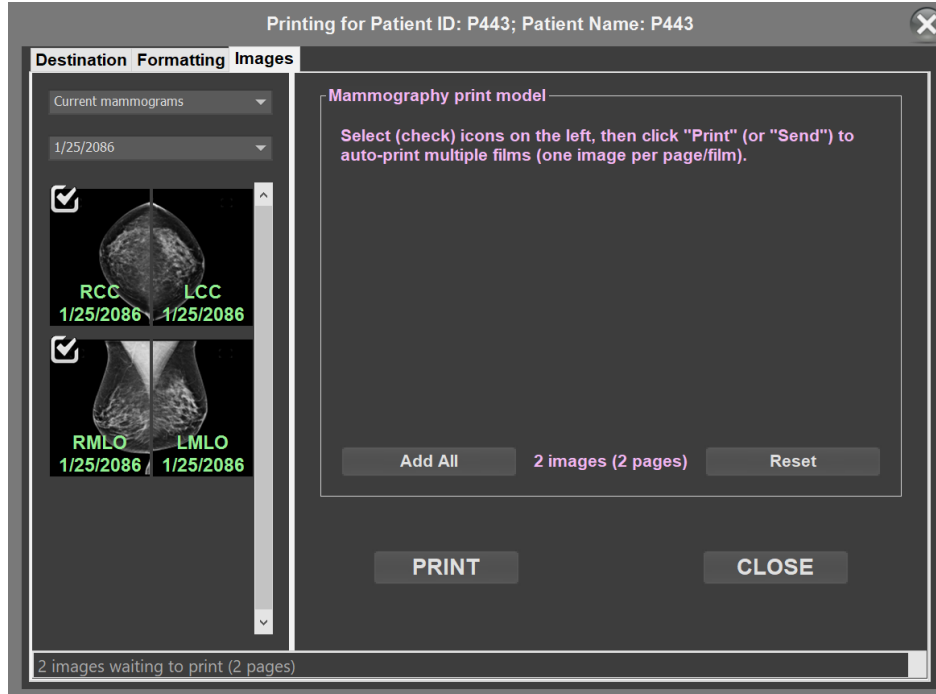 Printing for Patient ID: P443; Patient Name: P443
Destination Formatting Images
Current mammograms
1/25/2086
RCC LCC
1/25/2086 1/25/2086
RMLO LMLO
1/25/2086 1/25/2086
Mammography print model
Select (check) icons on the left, then click "Print" (or "Send") to
auto-print multiple films (one image per page/film).
Add All 2 images (2 pages) Reset
PRINT CLOSE
2 images waiting to print (2 pages)